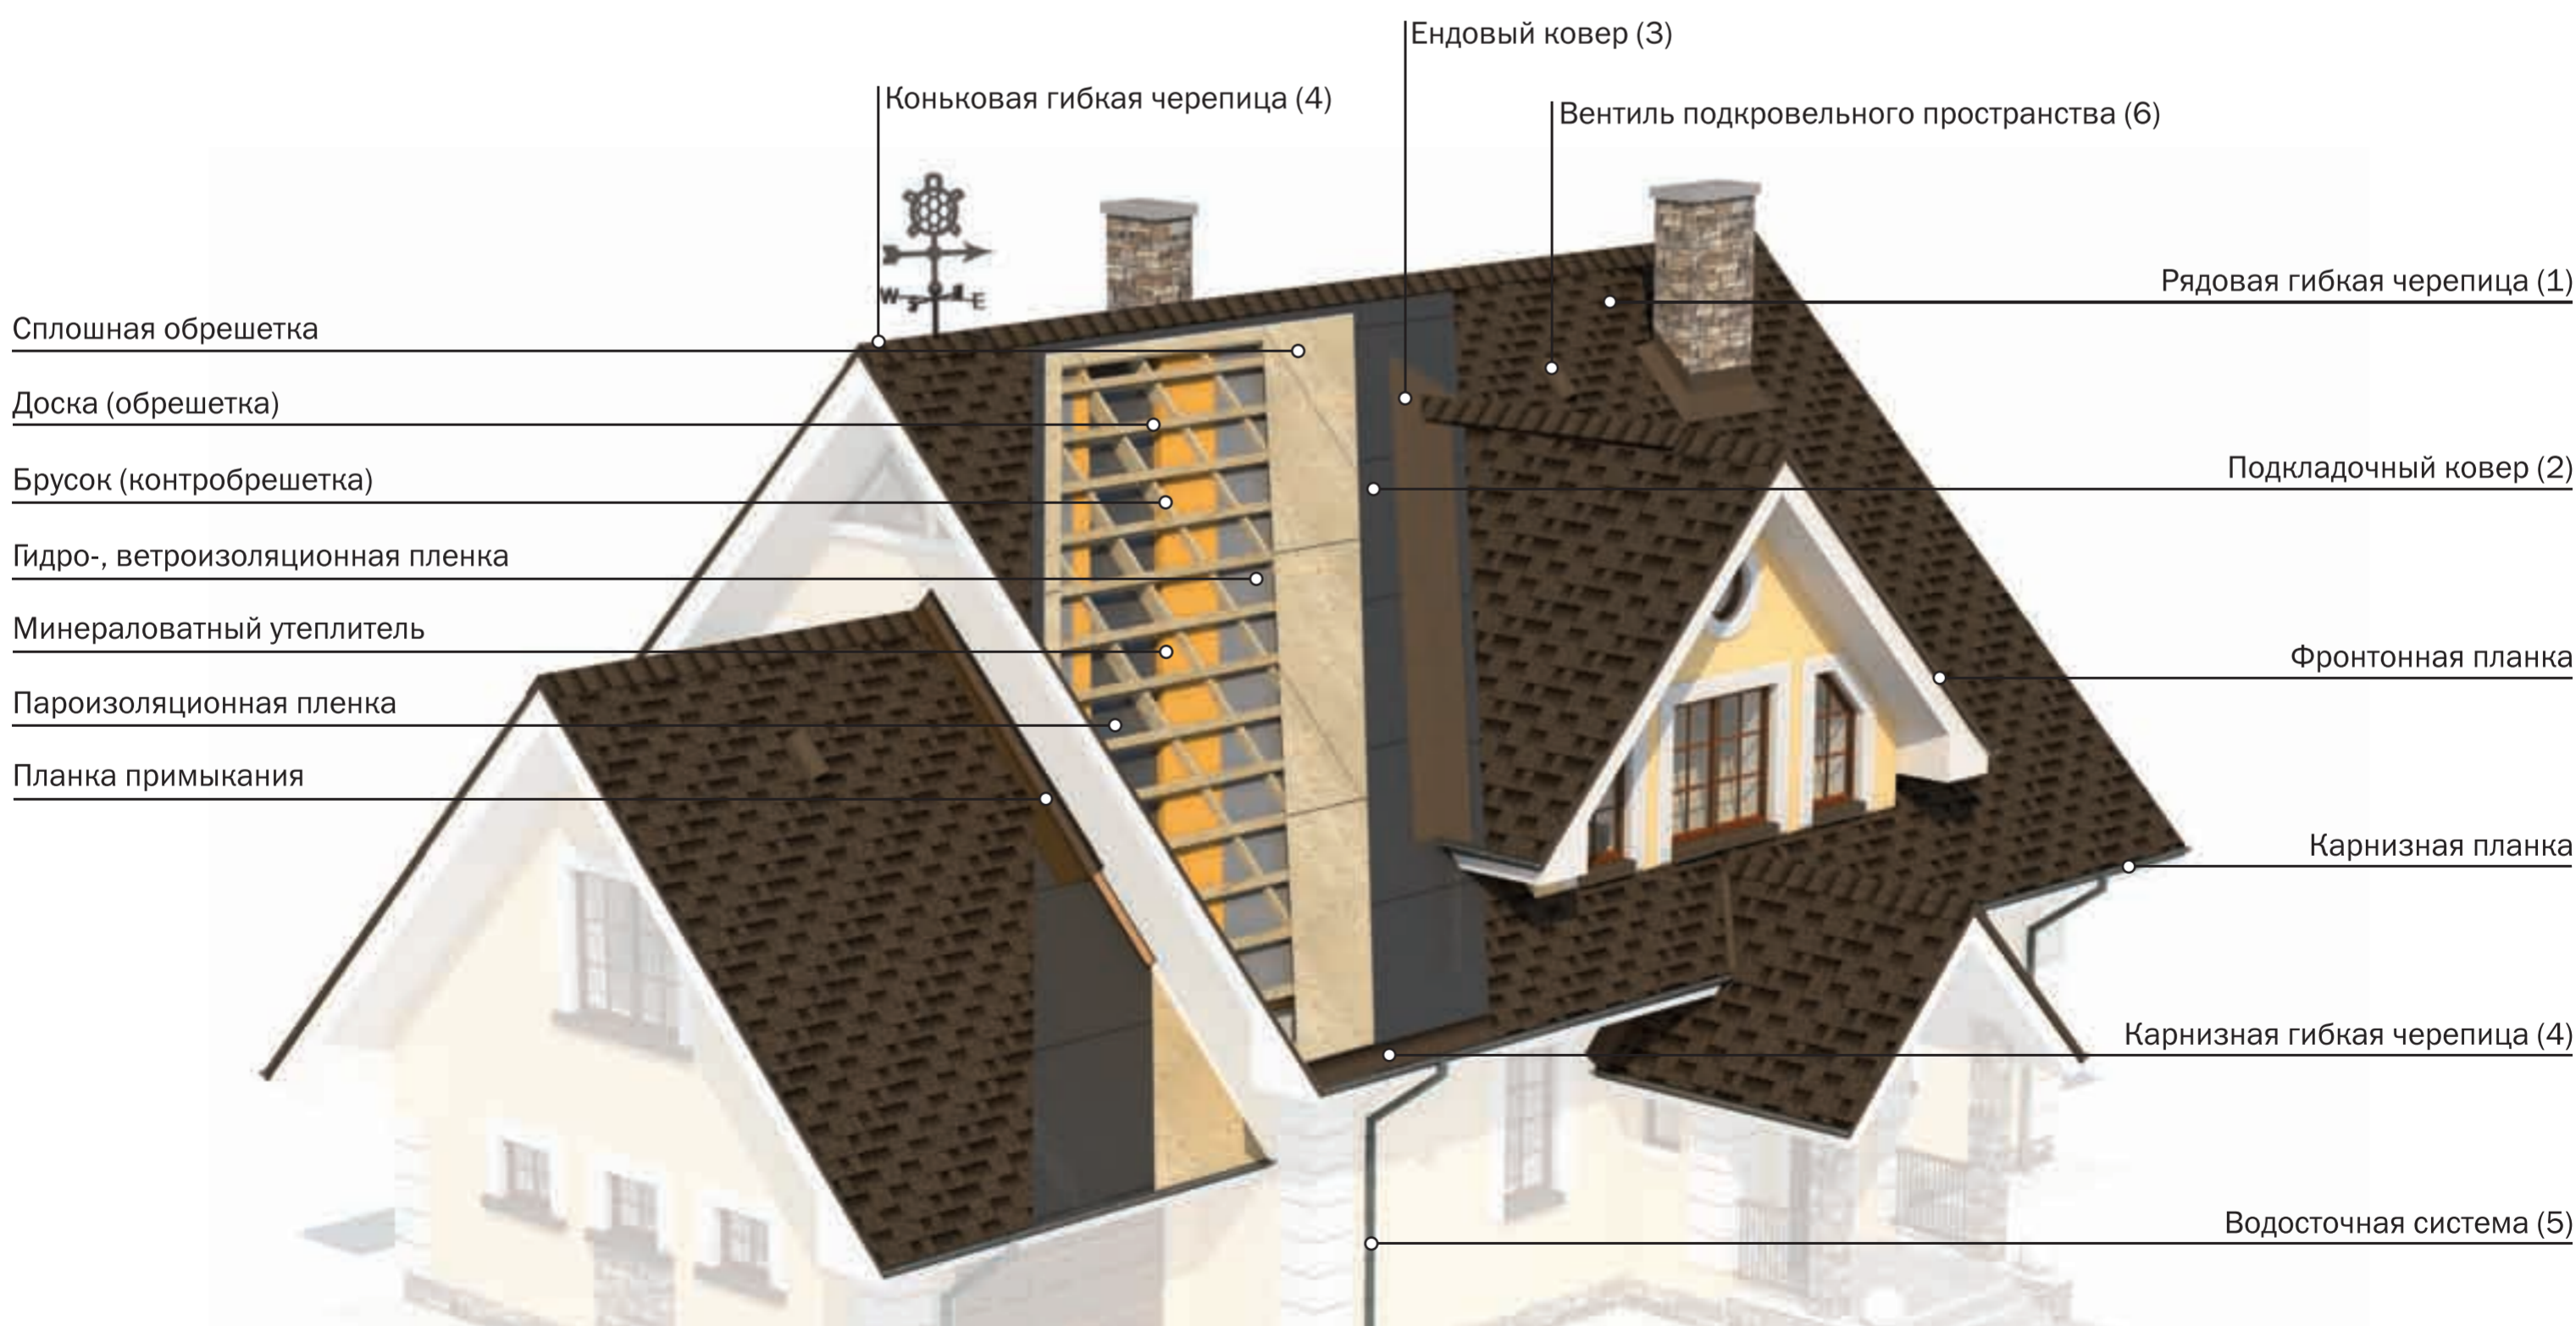 Ендовый ковер (3)
Коньковая гибкая черепица (4)
Вентиль подкровельного пространства (6)
Рядовая гибкая черепица (1)
Сплошная обрешетка
Доска (обрешетка)
Подкладочный ковер (2)
Брусок (контробрешетка)
Гидро-, ветроизоляционная пленка
Минераловатный утеплитель
Фронтонная планка
Пароизоляционная пленка
Планка примыкания
Карнизная планка
Карнизная гибкая черепица (4)
Водосточная система (5)
W S E